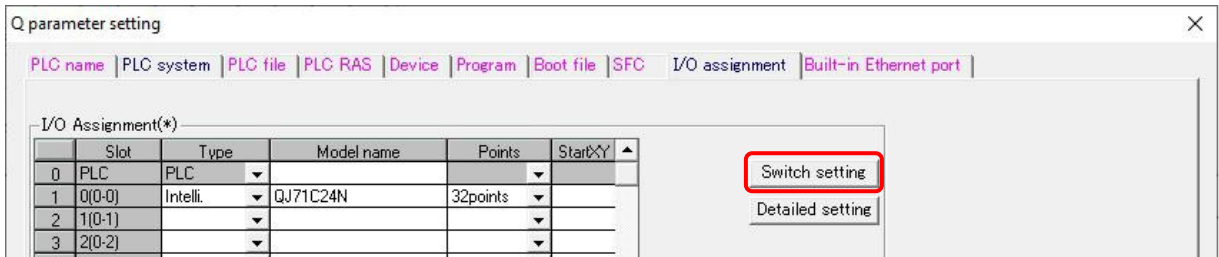 Q parameter setting
PLC name PLC system PLC file PLC RAS Device Program Boot file SFC I/O assignment Built-in Ethernet port
I/O Assignment(*)
Slot Type Model name Points StartXY
0 PLC PLC
1 0(0-0) Intelli. QJ71C24N 32points
2 1(0-1)
3 2(0-2)
Switch setting
Detailed setting